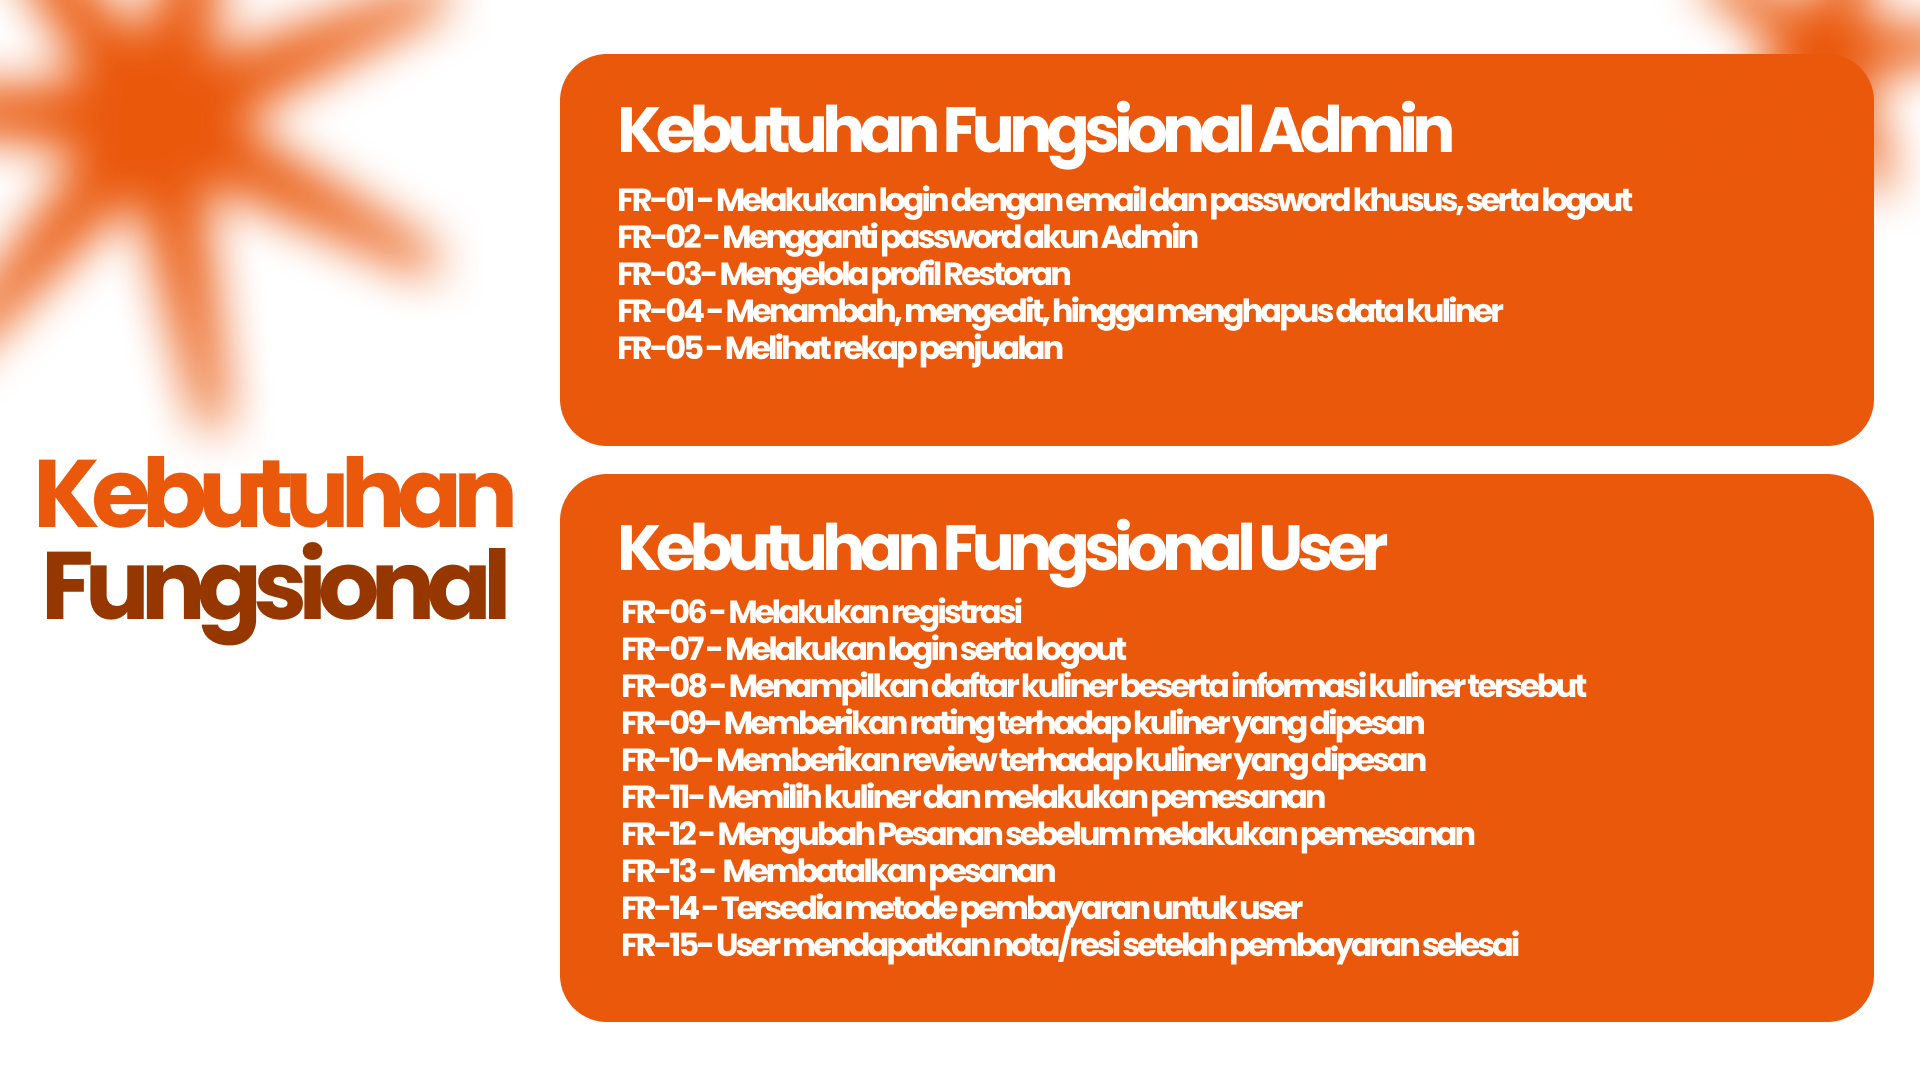 Kebutuhan
Fungsional
Kebutuhan Fungsional Admin
FR-01 - Melakukan login dengan email dan password khusus, serta logout
FR-02 - Mengganti password akun Admin
FR-03- Mengelola profil Restoran
FR-04 - Menambah, mengedit, hingga menghapus data kuliner
FR-05 - Melihat rekap penjualan
Kebutuhan Fungsional User
FR-06 - Melakukan registrasi
FR-07 - Melakukan login serta logout
FR-08 - Menampilkan daftar kuliner beserta informasi kuliner tersebut
FR-09- Memberikan rating terhadap kuliner yang dipesan
FR-10- Memberikan review terhadap kuliner yang dipesan
FR-11- Memilih kuliner dan melakukan pemesanan
FR-12 - Mengubah Pesanan sebelum melakukan pemesanan
FR-13 - Membatalkan pesanan
FR-14 - Tersedia metode pembayaran untuk user
FR-15- User mendapatkan nota/resi setelah pembayaran selesai